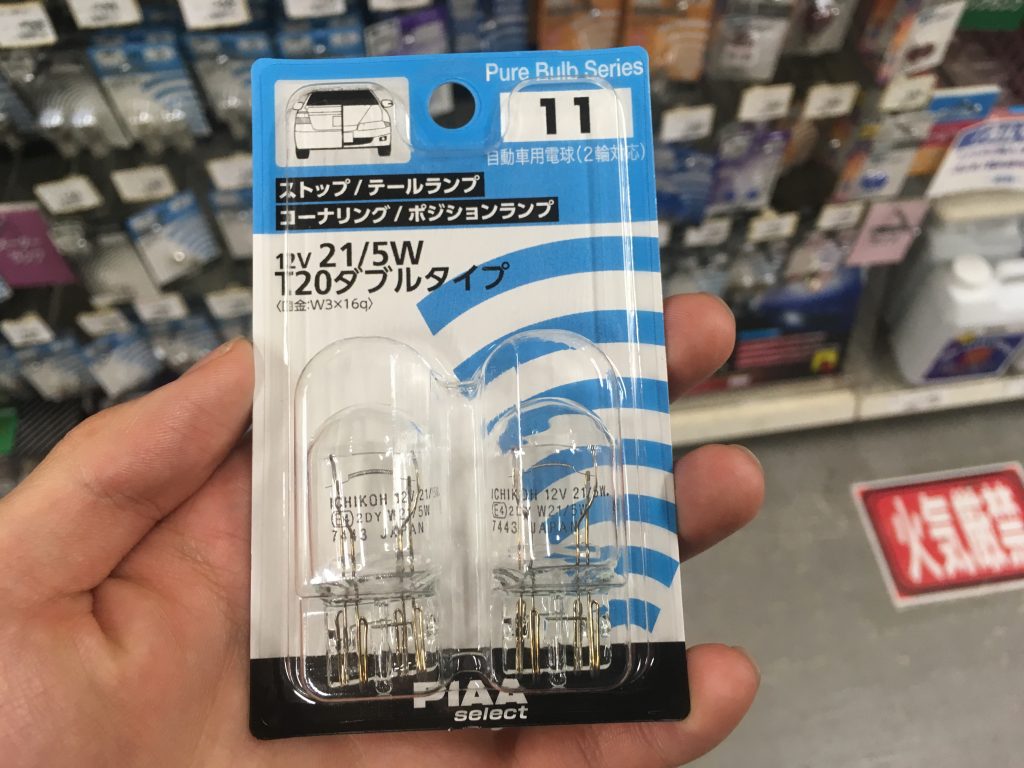 Pure Bulb Series
11
自動車用電球(2輪対応)
ストップ/テールランプ
コーナリング/ポジションランプ
12V 21/5W
T20ダブルタイプ
〈口金:W3×16q〉
ICHIKOH 12V 21/5W
E4 2DY W21/5W
7443 JAPAN
ICHIKOH 12V 21/5W
E4 2DY W21/5W
7443 JAPAN
PIAA
select
火気厳禁